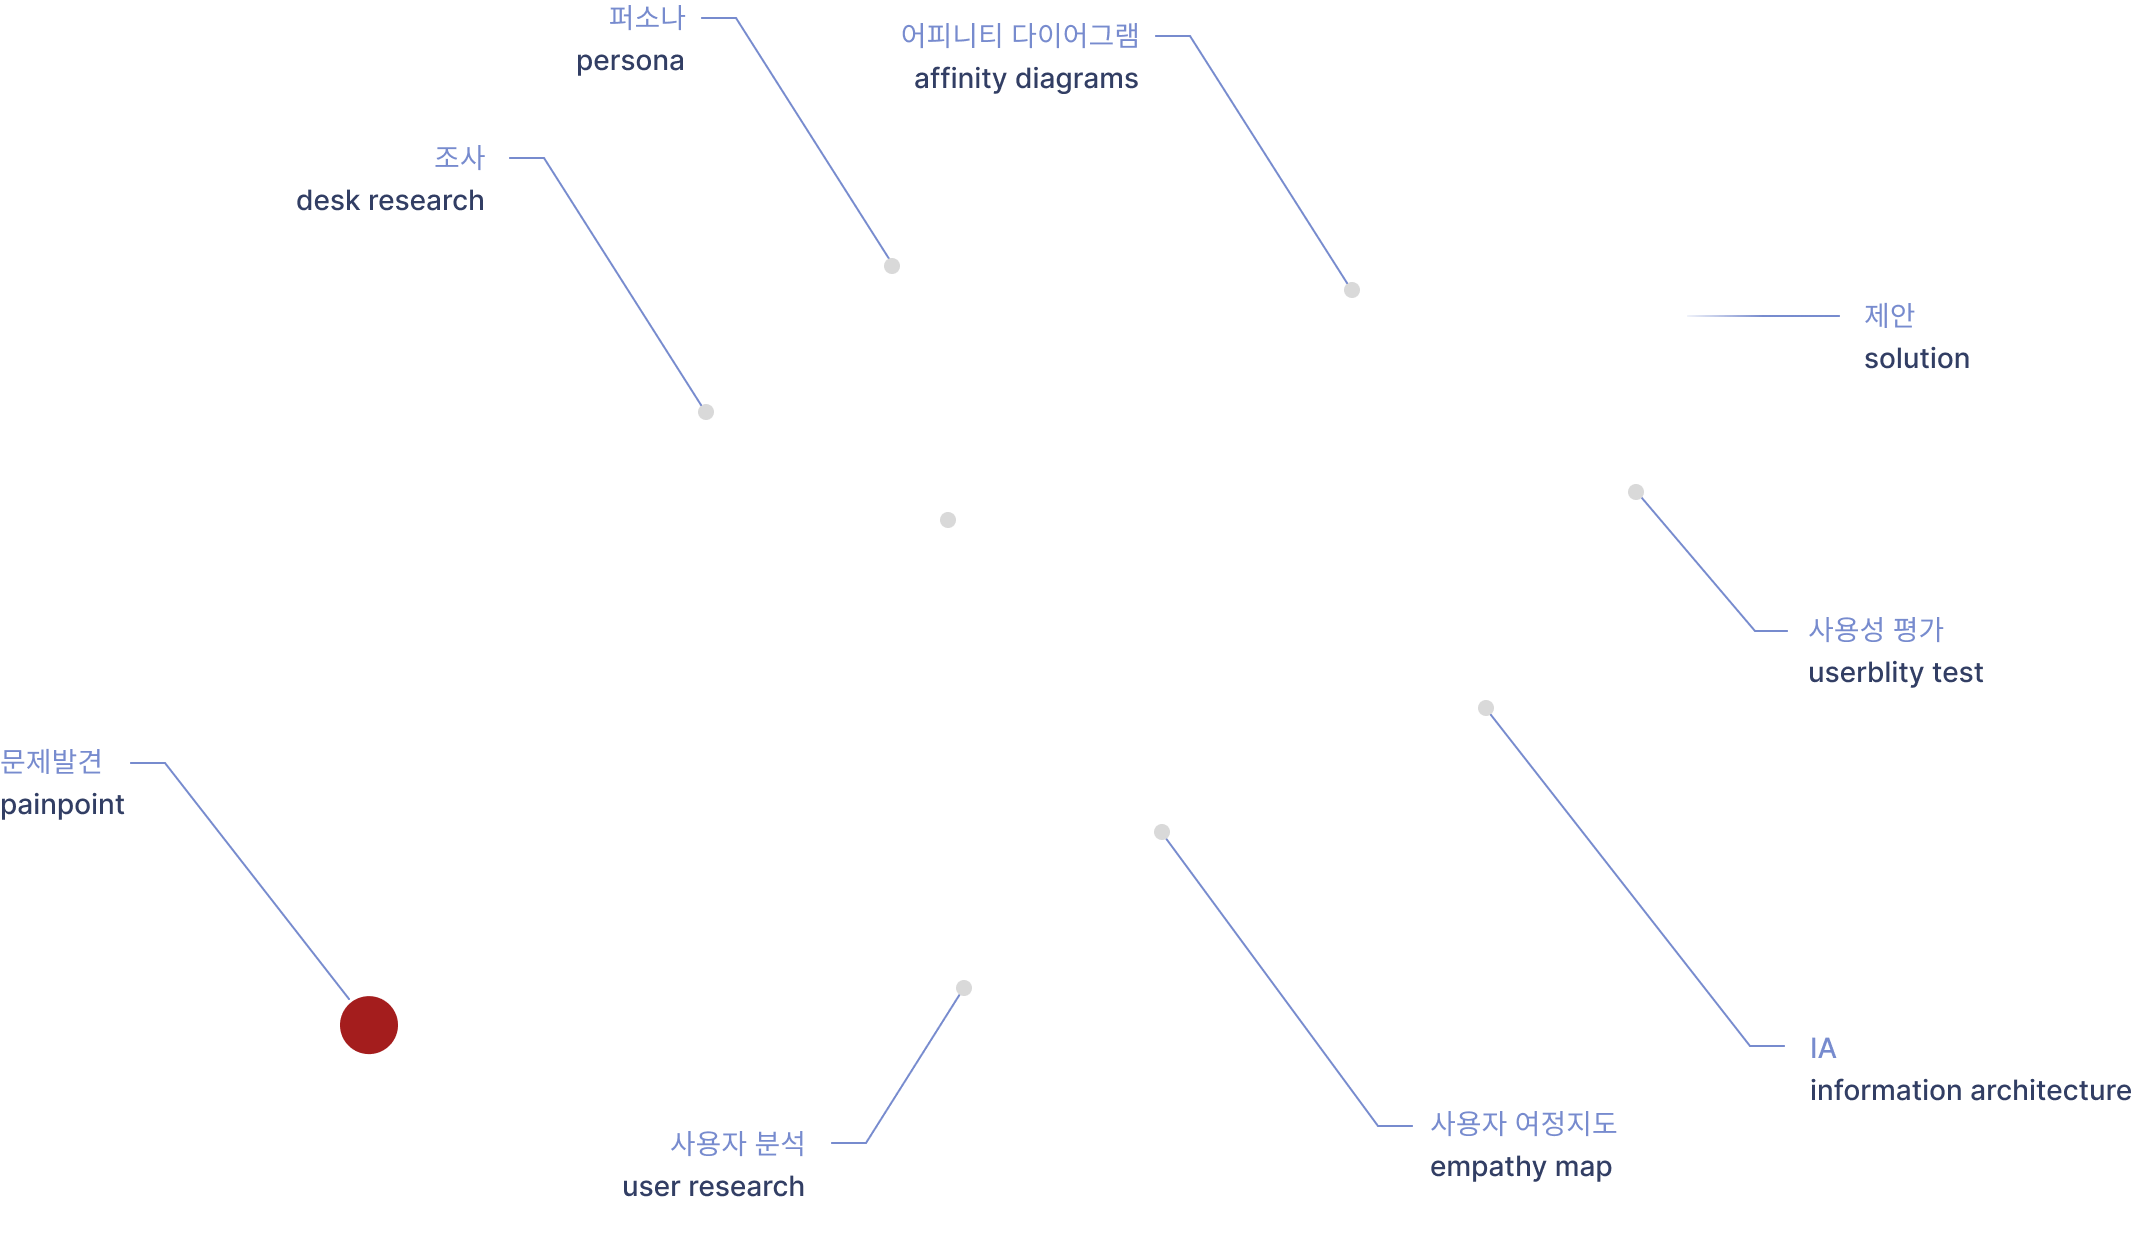 퍼소나
persona
어피니티 다이어그램
affinity diagrams
조사
desk research
제안
solution
사용성 평가
userblity test
문제발견
painpoint
IA
information architecture
사용자 여정지도
empathy map
사용자 분석
user research